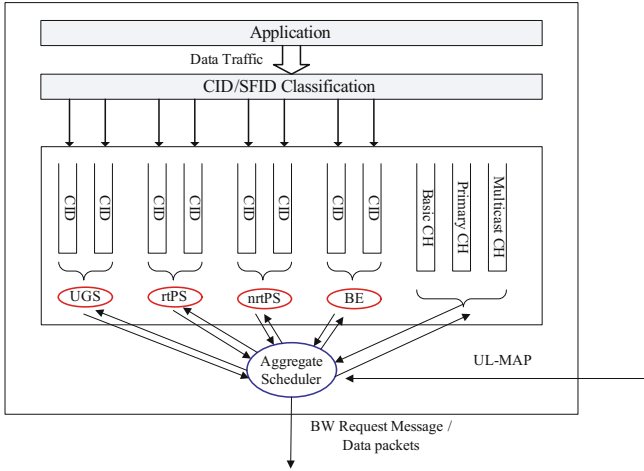 Application
Data Traffic
CID/SFID Classification
CID
CID
CID
CID
CID
CID
CID
CID
Basic CH
Primary CH
Multicast CH
UGS
rtPS
nrtPS
BE
Aggregate
Scheduler
UL-MAP
BW Request Message /
Data packets